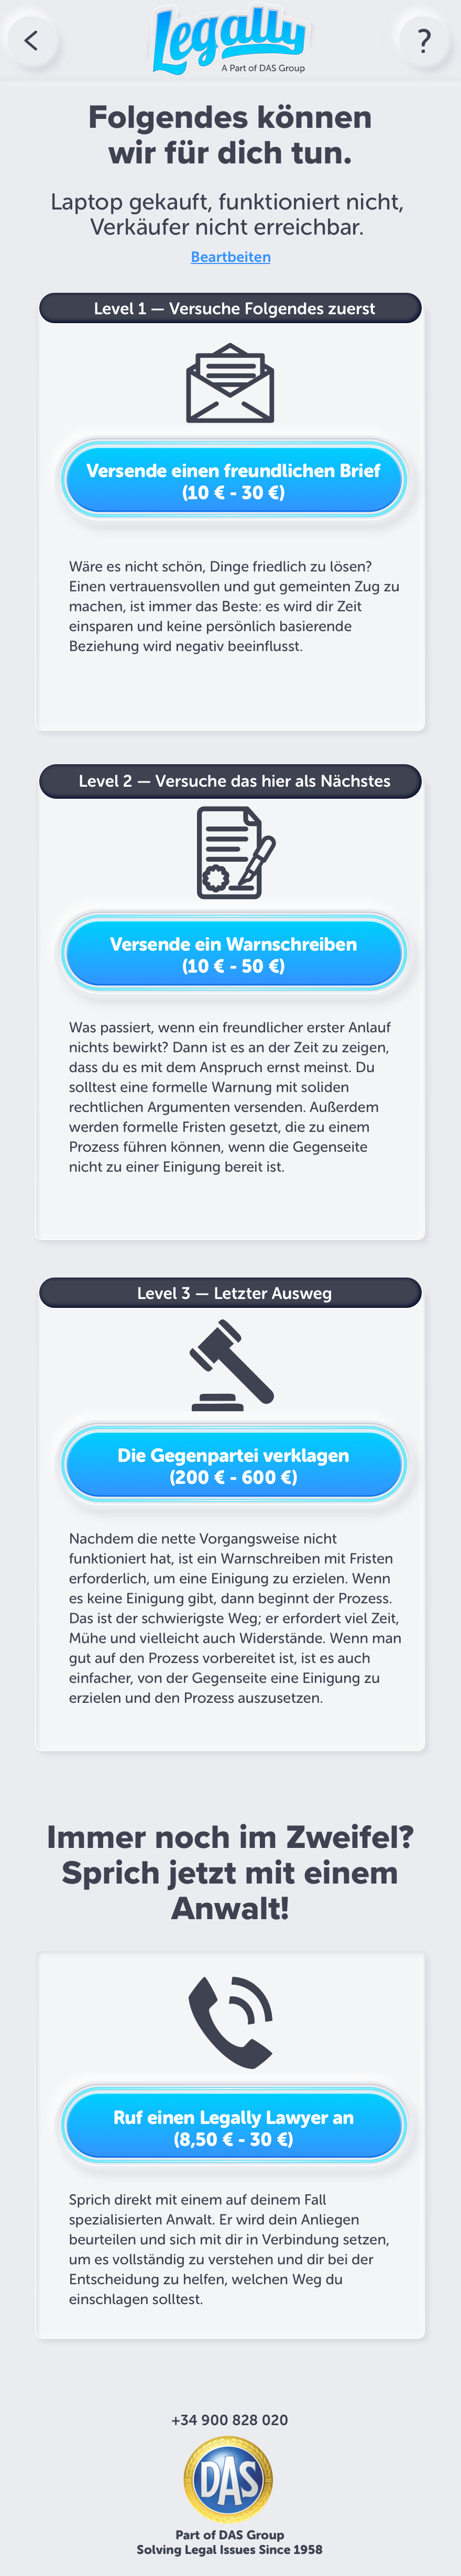 Legally
A Part of DAS Group
?
Folgendes können
wir für dich tun.
Laptop gekauft, funktioniert nicht,
Verkäufer nicht erreichbar.
Beartbeiten
Level 1 — Versuche Folgendes zuerst
Versende einen freundlichen Brief
(10 € - 30 €)
Wäre es nicht schön, Dinge friedlich zu lösen?
Einen vertrauensvollen und gut gemeinten Zug zu
machen, ist immer das Beste: es wird dir Zeit
einsparen und keine persönlich basierende
Beziehung wird negativ beeinflusst.
Level 2 — Versuche das hier als Nächstes
Versende ein Warnschreiben
(10 € - 50 €)
Was passiert, wenn ein freundlicher erster Anlauf
nichts bewirkt? Dann ist es an der Zeit zu zeigen,
dass du es mit dem Anspruch ernst meinst. Du
solltest eine formelle Warnung mit soliden
rechtlichen Argumenten versenden. Außerdem
werden formelle Fristen gesetzt, die zu einem
Prozess führen können, wenn die Gegenseite
nicht zu einer Einigung bereit ist.
Level 3 — Letzter Ausweg
Die Gegenpartei verklagen
(200 € - 600 €)
Nachdem die nette Vorgangsweise nicht
funktioniert hat, ist ein Warnschreiben mit Fristen
erforderlich, um eine Einigung zu erzielen. Wenn
es keine Einigung gibt, dann beginnt der Prozess.
Das ist der schwierigste Weg; er erfordert viel Zeit,
Mühe und vielleicht auch Widerstände. Wenn man
gut auf den Prozess vorbereitet ist, ist es auch
einfacher, von der Gegenseite eine Einigung zu
erzielen und den Prozess auszusetzen.
Immer noch im Zweifel?
Sprich jetzt mit einem
Anwalt!
Ruf einen Legally Lawyer an
(8,50 € - 30 €)
Sprich direkt mit einem auf deinem Fall
spezialisierten Anwalt. Er wird dein Anliegen
beurteilen und sich mit dir in Verbindung setzen,
um es vollständig zu verstehen und dir bei der
Entscheidung zu helfen, welchen Weg du
einschlagen solltest.
+34 900 828 020
DAS
Part of DAS Group
Solving Legal Issues Since 1958